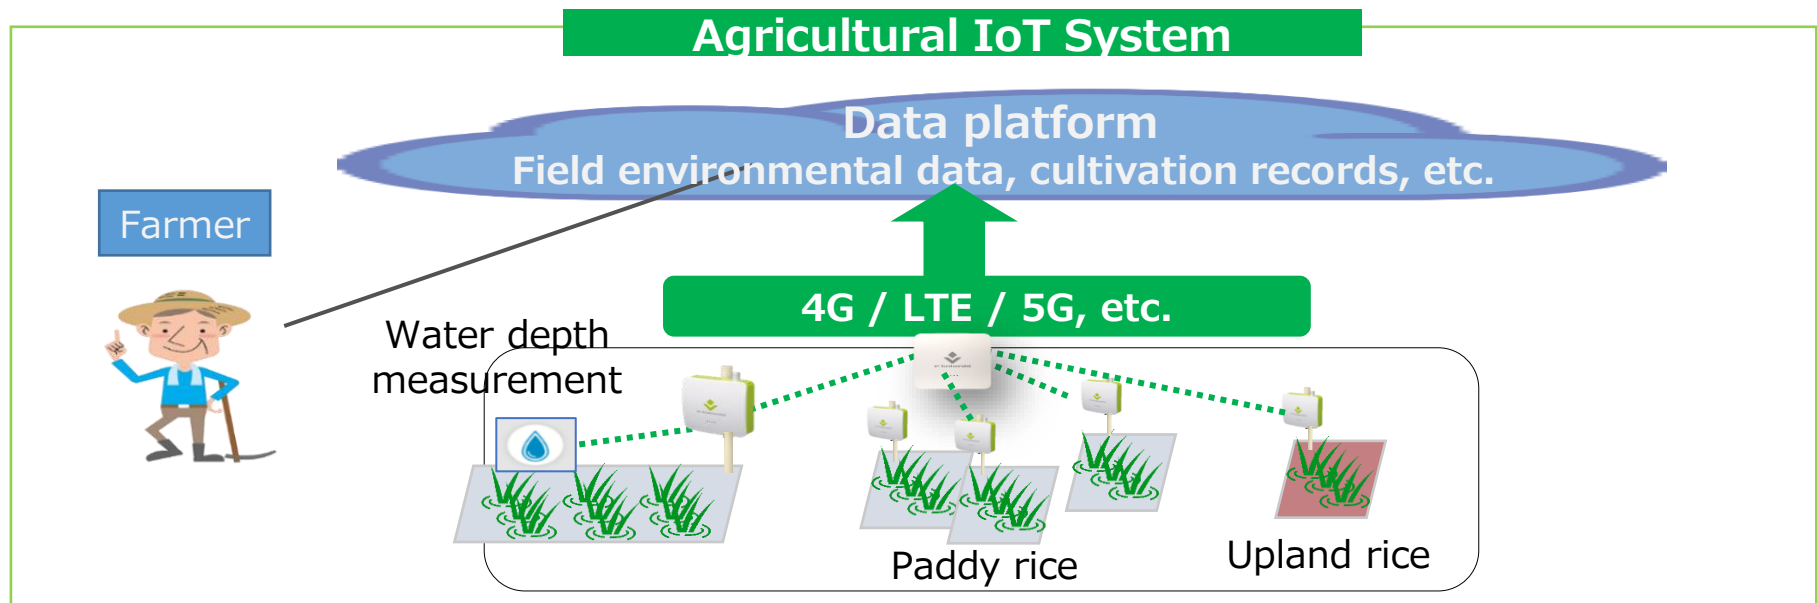 Agricultural IoT System
Data platform
Field environmental data, cultivation records, etc.
Farmer
4G / LTE / 5G, etc.
Water depth
measurement
Paddy rice
Upland rice